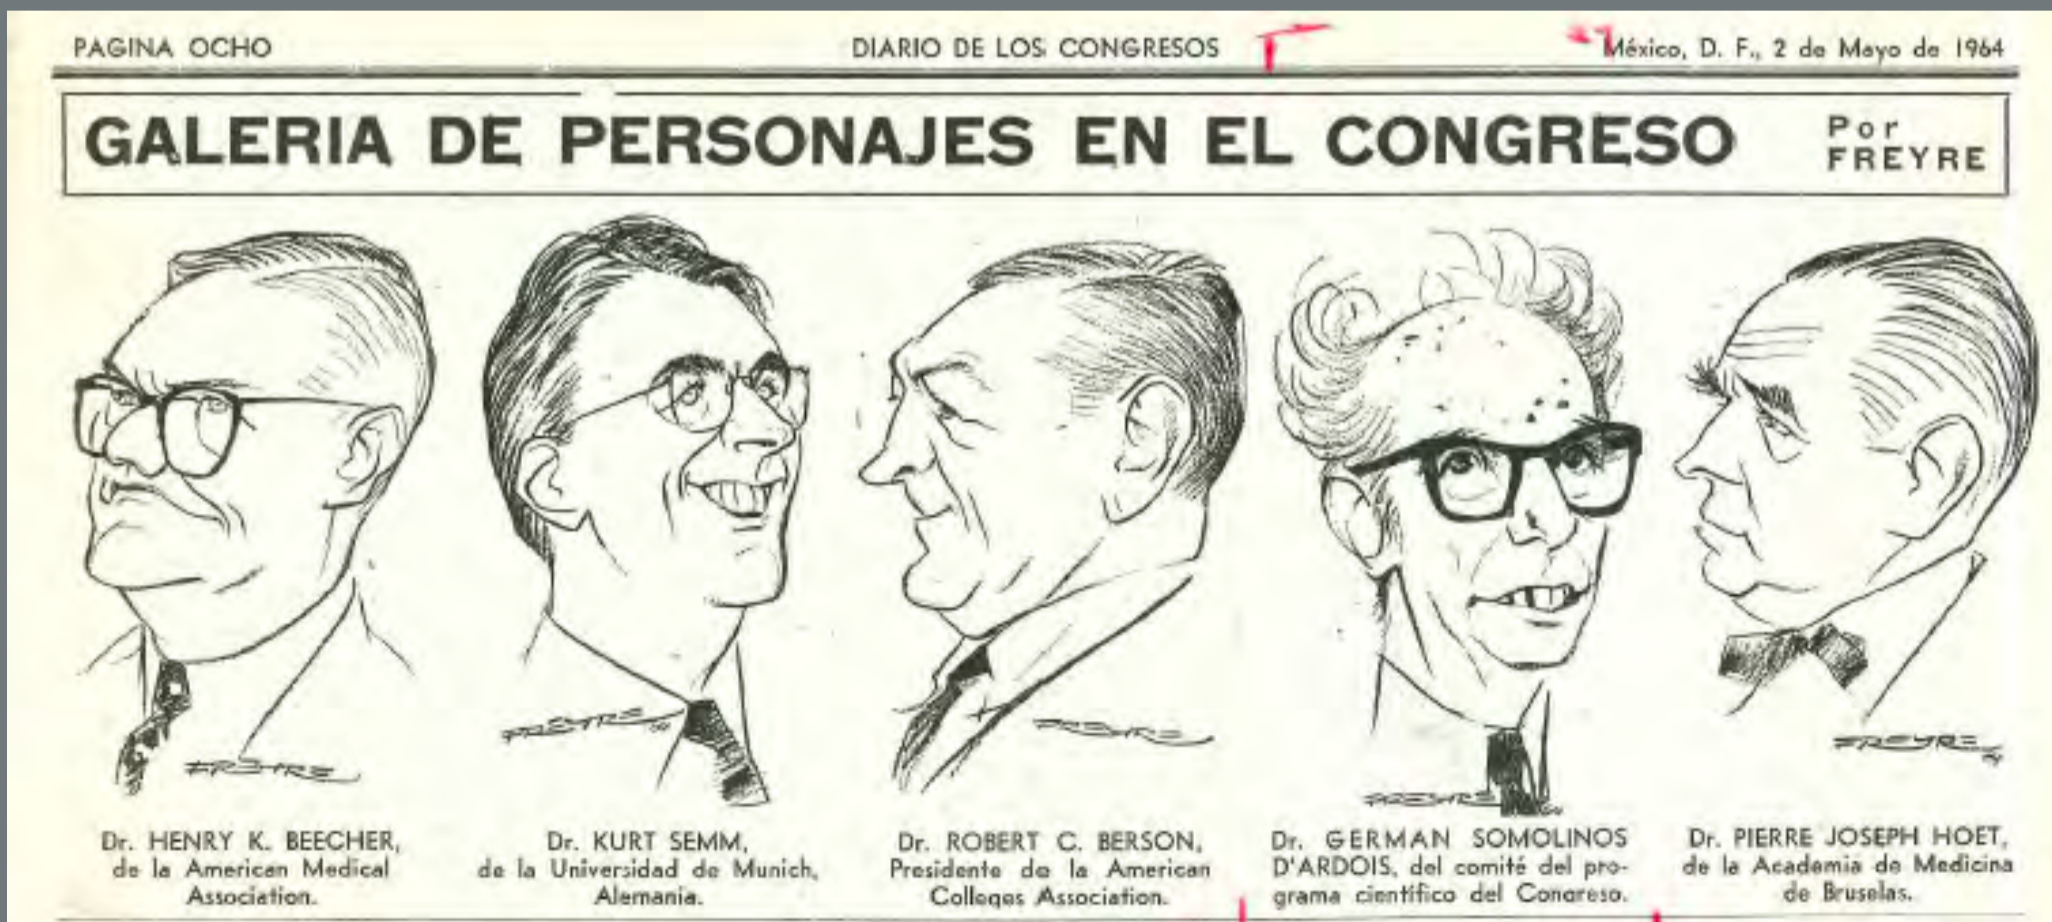 PAGINA OCHO
DIARIO DE LOS CONGRESOS
México, D. F., 2 de Mayo de 1964
GALERIA DE PERSONAJES EN EL CONGRESO
Por
FREYRE
FREYRE
FREYRE
FREYRE
FREYRE
FREYRE
Dr. HENRY K. BEECHER,
de la American Medical
Association.
Dr. KURT SEMM,
de la Universidad de Munich,
Alemania.
Dr. ROBERT C. BERSON,
Presidente de la American
Colleges Association.
Dr. GERMAN SOMOLINOS
D'ARDOIS, del comité del pro-
grama científico del Congreso.
Dr. PIERRE JOSEPH HOET,
de la Academia de Medicina
de Bruselas.